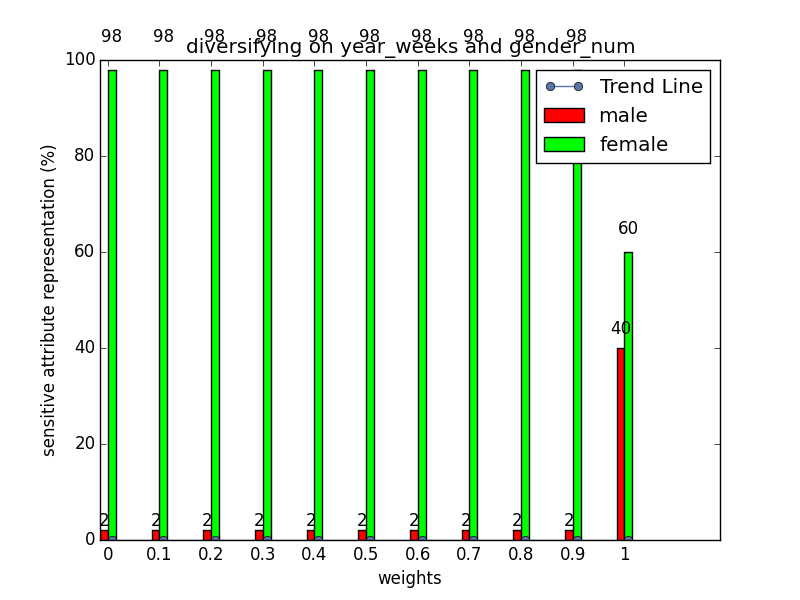 98 98 98 98 98 98 98 98 98 98
diversifying on year_weeks and gender_num
100
80
60
40
20
0
sensitive attribute representation (%)
Trend Line
male
female
60
40
2 2 2 2 2 2 2 2 2 2
0 0.1 0.2 0.3 0.4 0.5 0.6 0.7 0.8 0.9 1
weights